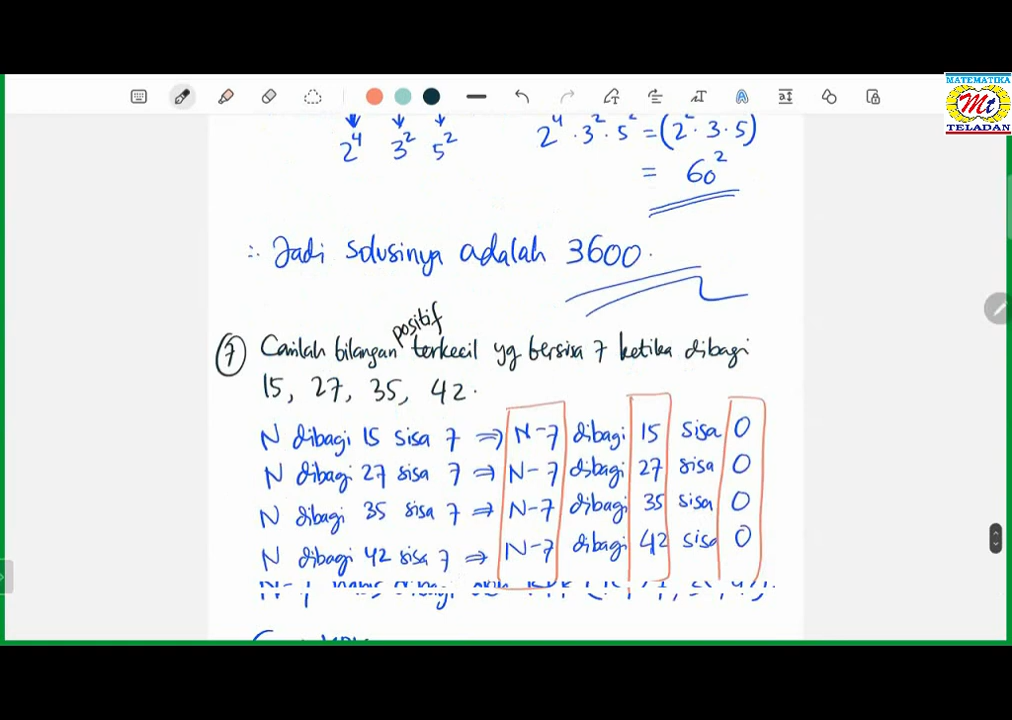 MATEMATIKA
Mt
TELADAN
2⁴ 3² 5² 2⁴ · 3² · 5² = (2² · 3 · 5)²
= 60²
∴ Jadi solusinya adalah 3600.
⑦ Carilah bilangan positif terkecil yg bersisa 7 ketika dibagi
15, 27, 35, 42.
N dibagi 15 sisa 7 ⇒ N-7 dibagi 15 sisa 0
N dibagi 27 sisa 7 ⇒ N-7 dibagi 27 sisa 0
N dibagi 35 sisa 7 ⇒ N-7 dibagi 35 sisa 0
N dibagi 42 sisa 7 ⇒ N-7 dibagi 42 sisa 0